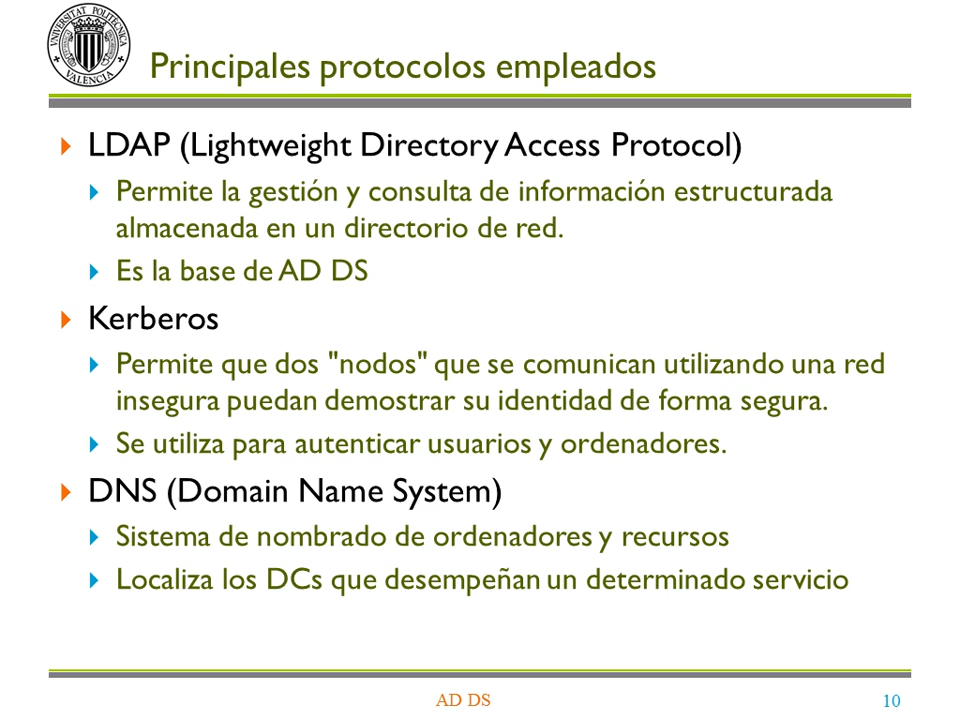 UNIVERSITAT POLITECNICA
VALENCIA
Principales protocolos empleados
LDAP (Lightweight Directory Access Protocol)
Permite la gestión y consulta de información estructurada
almacenada en un directorio de red.
Es la base de AD DS
Kerberos
Permite que dos "nodos" que se comunican utilizando una red
insegura puedan demostrar su identidad de forma segura.
Se utiliza para autenticar usuarios y ordenadores.
DNS (Domain Name System)
Sistema de nombrado de ordenadores y recursos
Localiza los DCs que desempeñan un determinado servicio
AD DS
10